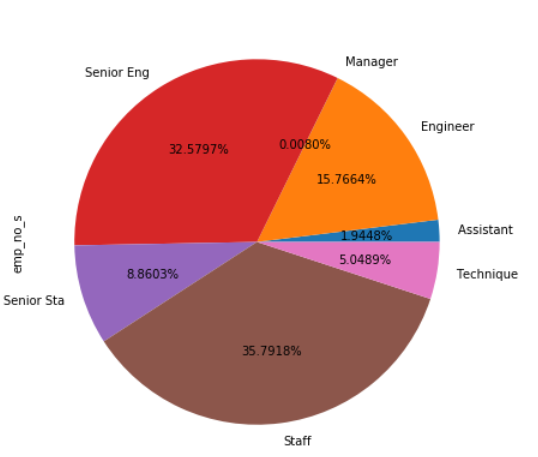 Manager
Senior Eng
Engineer
0.0080%
32.5797%
15.7664%
emp_no_s
1.9448%
Assistant
5.0489%
Technique
8.8603%
Senior Sta
35.7918%
Staff